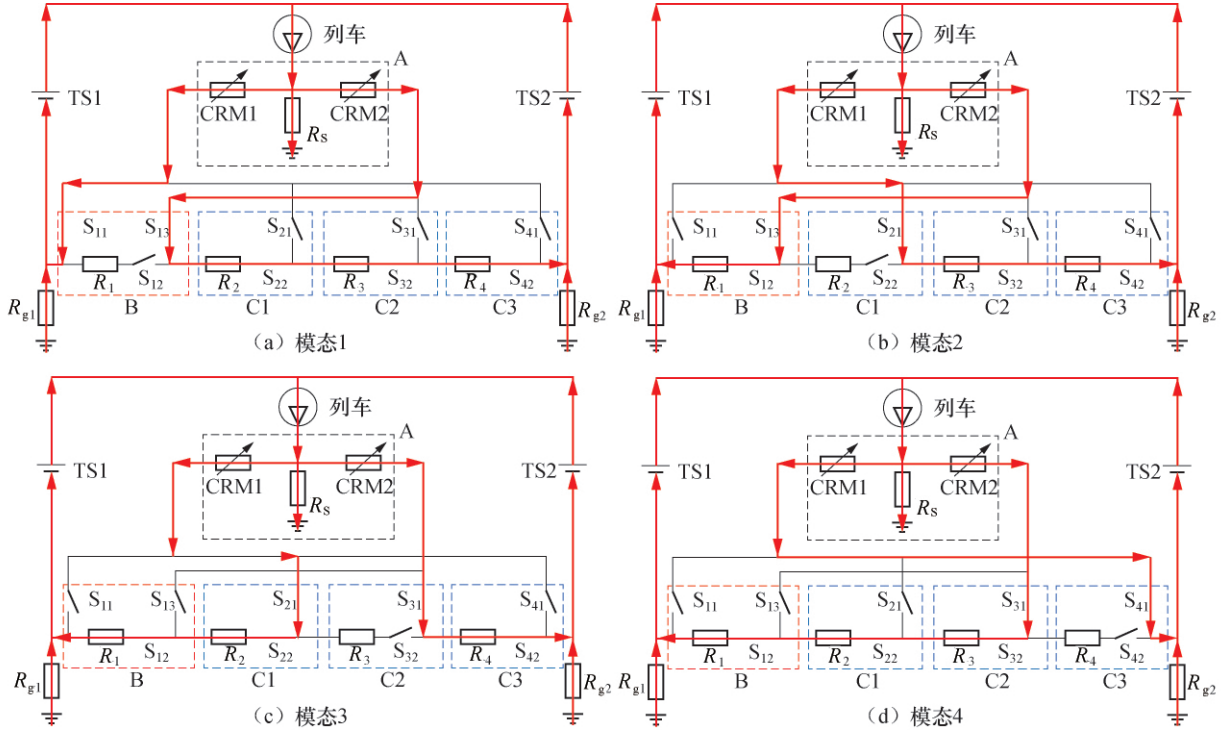 列车
A
TS1
CRM1
CRM2
TS2
Rs
S11
S13
S21
S31
S41
R1
S12
R2
S22
R3
S32
R4
S42
Rg1
B
C1
C2
C3
Rg2
(a) 模态1
列车
A
TS1
CRM1
CRM2
TS2
Rs
S11
S13
S21
S31
S41
R1
S12
R2
S22
R3
S32
R4
S42
Rg1
B
C1
C2
C3
Rg2
(b) 模态2
列车
A
TS1
CRM1
CRM2
TS2
Rs
S11
S13
S21
S31
S41
R1
S12
R2
S22
R3
S32
R4
S42
Rg1
B
C1
C2
C3
Rg2
(c) 模态3
列车
A
TS1
CRM1
CRM2
TS2
Rs
S11
S13
S21
S31
S41
R1
S12
R2
S22
R3
S32
R4
S42
Rg1
B
C1
C2
C3
Rg2
(d) 模态4